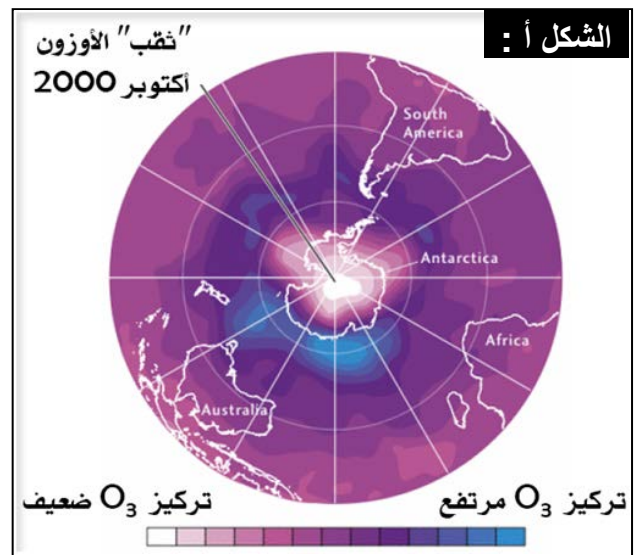 الشكل أ :
"ثقب" الأوزون
أكتوبر 2000
South
America
Antarctica
Africa
Australia
تركيز O₃ مرتفع
تركيز O₃ ضعيف